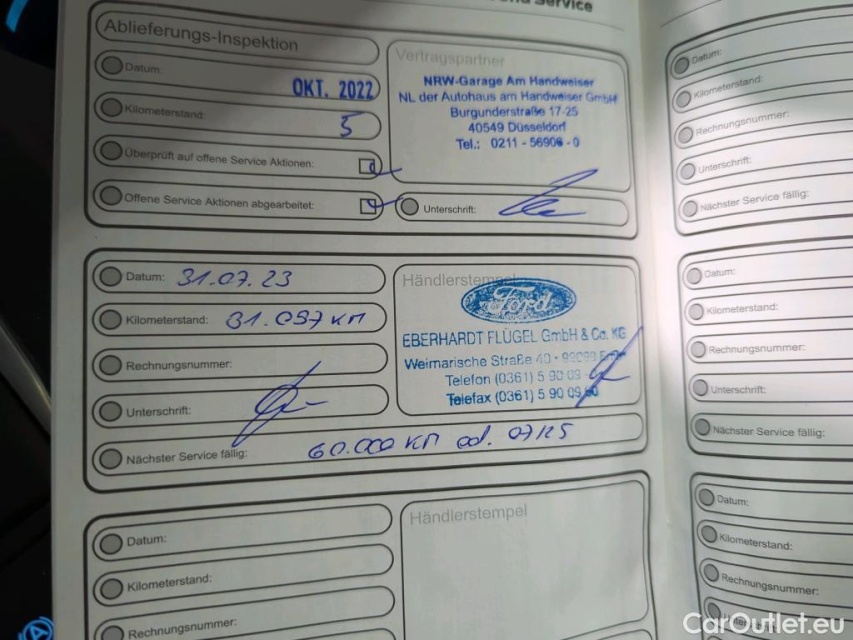 Service
Ablieferungs-Inspektion
Datum: OKT. 2022
Kilometerstand: 5
Überprüft auf offene Service Aktionen:
Offene Service Aktionen abgearbeitet:
Vertragspartner
NRW-Garage Am Handweiser
NL der Autohaus am Handweiser GmbH
Burgunderstraße 17-25
40549 Düsseldorf
Tel.: 0211 - 56908 - 0
Unterschrift:
Datum: 31.07.23
Kilometerstand: 31.097 KM
Rechnungsnummer:
Unterschrift:
Nächster Service fällig: 60.000 KM od. 07/25
Händlerstempel
Ford
EBERHARDT FLÜGEL GmbH & Co. KG
Weimarische Straße 40 • 99099
Telefon (0361) 5 90 09
Telefax (0361) 5 90 09
Datum:
Kilometerstand:
Rechnungsnummer:
Händlerstempel
Datum:
Kilometerstand:
Rechnungsnummer:
Unterschrift:
Nächster Service fällig:
Datum:
Kilometerstand:
Rechnungsnummer:
Unterschrift:
Nächster Service fällig:
Datum:
Kilometerstand:
Rechnungsnummer:
CarOutlet.eu